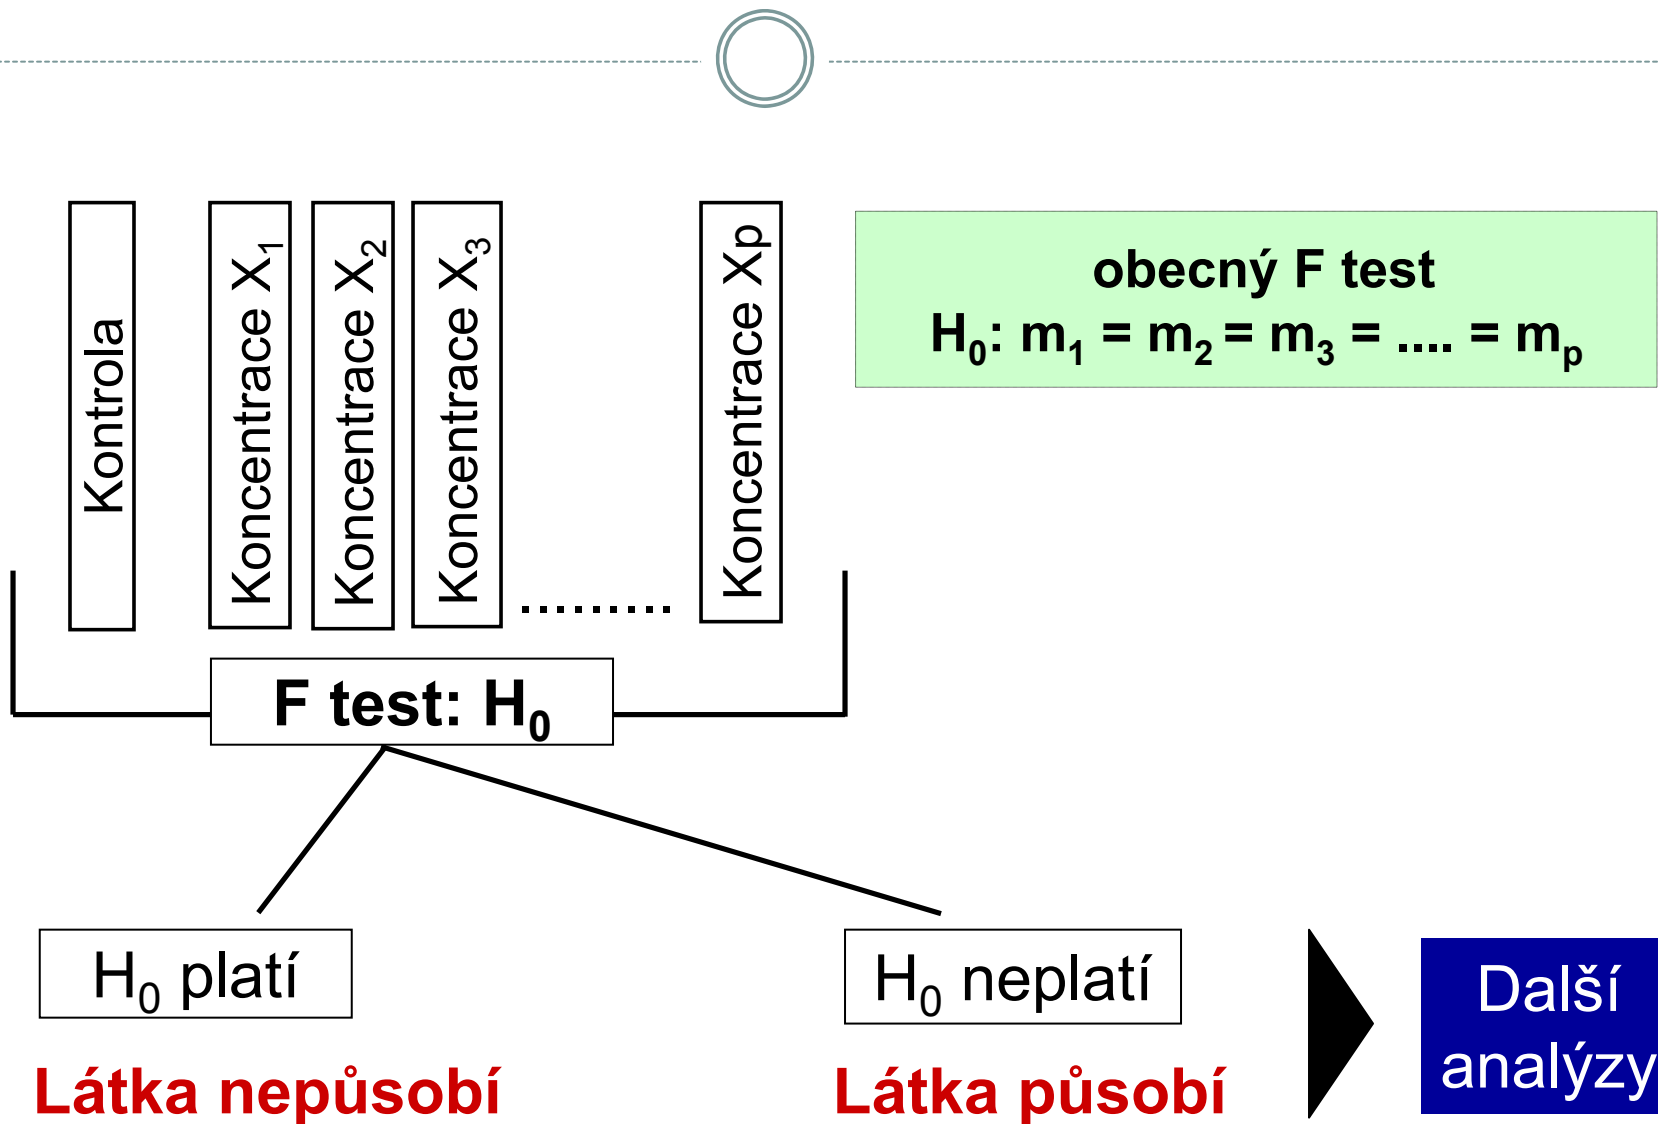 Kontrola
Koncentrace X₁
Koncentrace X₂
Koncentrace X₃
.........
Koncentrace Xp
obecný F test
H₀: m₁ = m₂ = m₃ = .... = mₚ
F test: H₀
H₀ platí
H₀ neplatí
Látka nepůsobí
Látka působí
Další
analýzy